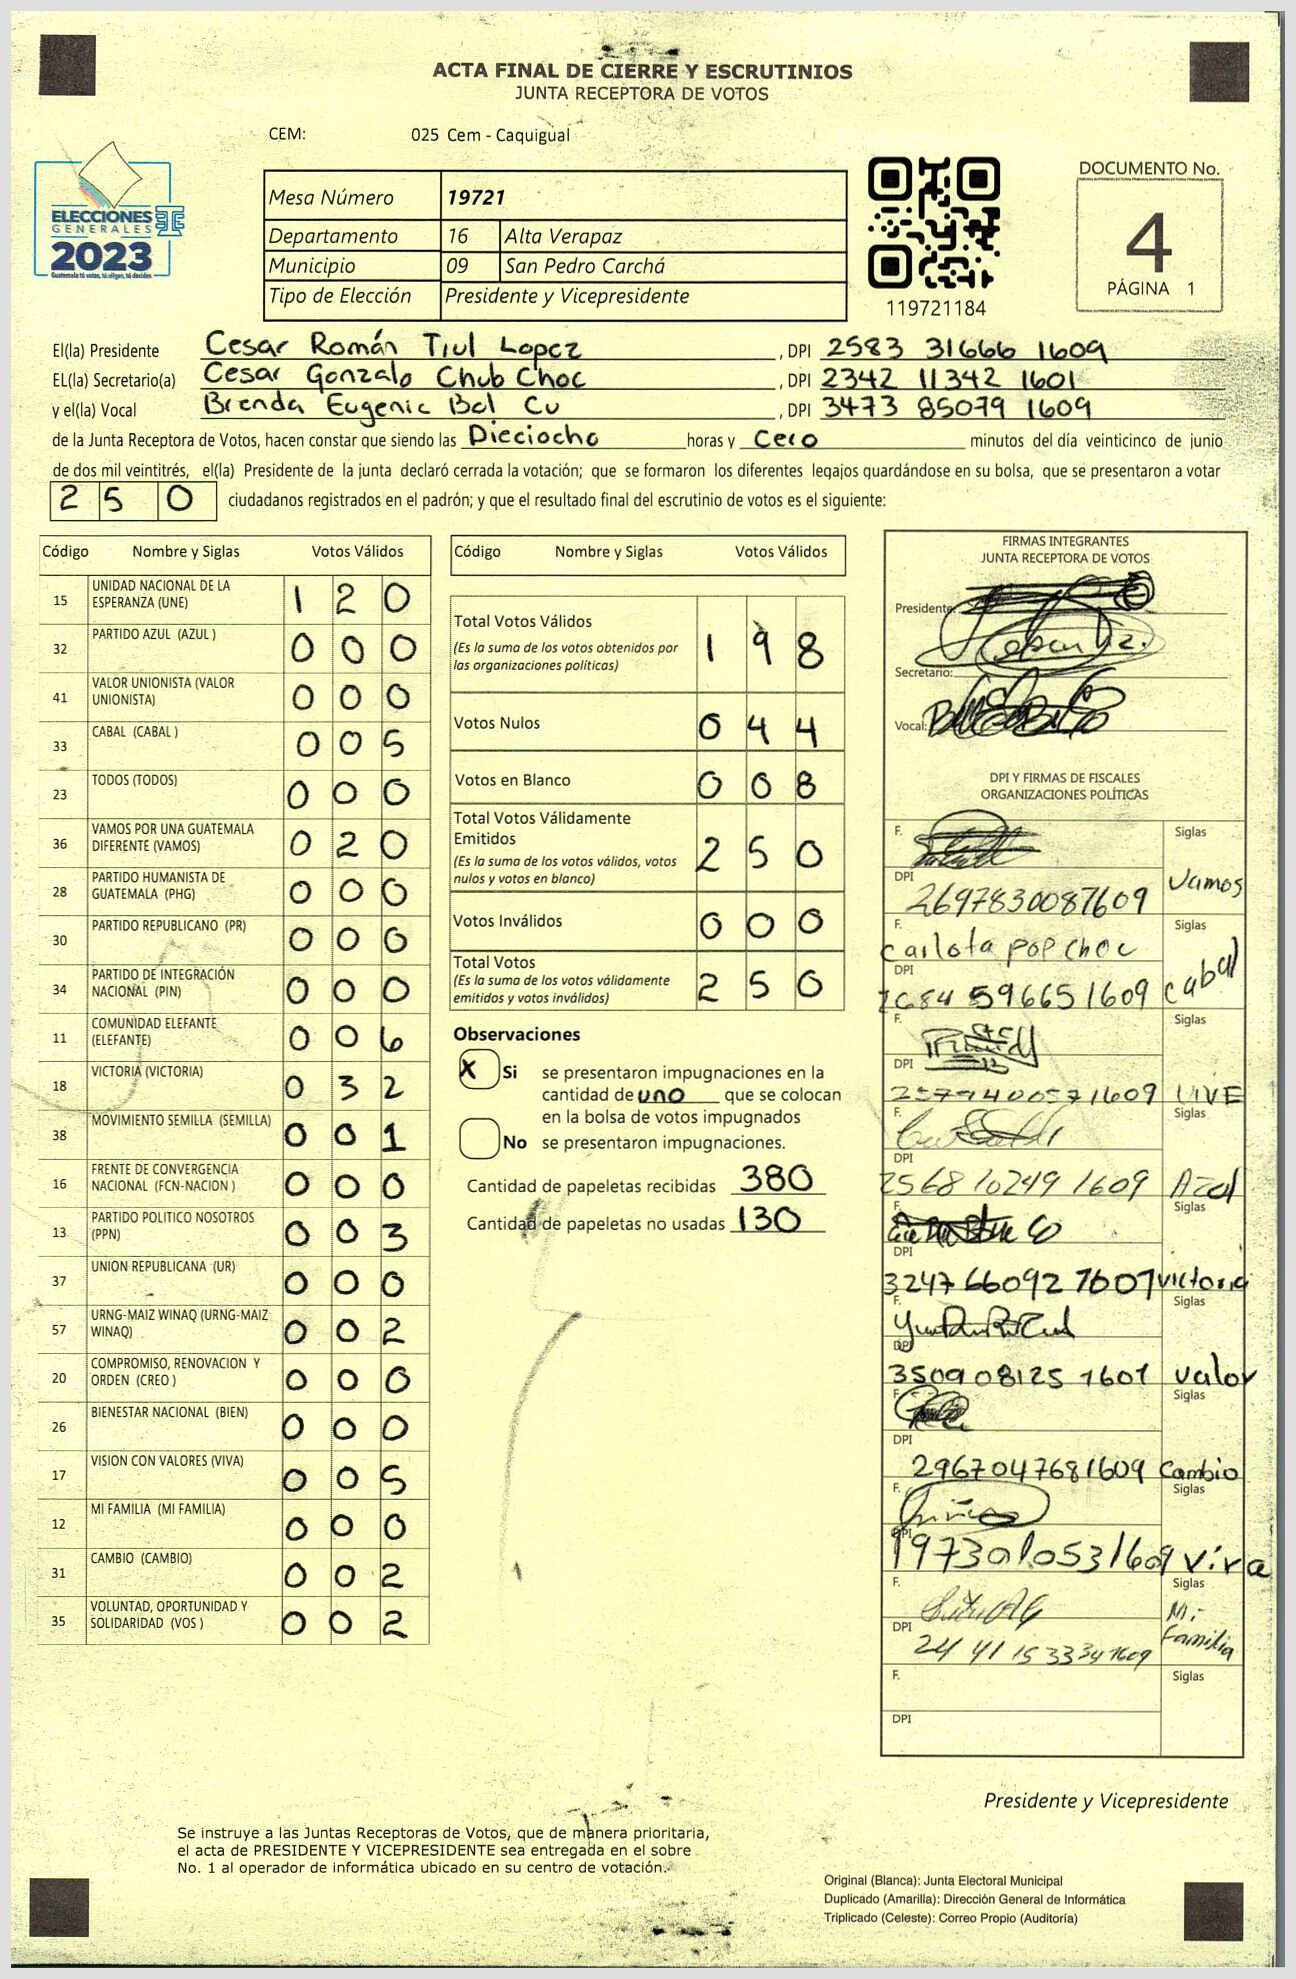 ACTA FINAL DE CIERRE Y ESCRUTINIOS
JUNTA RECEPTORA DE VOTOS
CEM: 025 Cem - Caquigual
ELECCIONES
GENERALES
2023
Guatemala tú votas, tú eliges, tú decides
Mesa Número 19721
Departamento 16 Alta Verapaz
Municipio 09 San Pedro Carchá
Tipo de Elección Presidente y Vicepresidente
119721184
DOCUMENTO No.
4
PÁGINA 1
El(la) Presidente Cesar Román Tiul Lopez , DPI 2583 31666 1609
EL(la) Secretario(a) Cesar Gonzalo Chub Choc , DPI 2342 11342 1601
y el(la) Vocal Brenda Eugenia Bol Cu , DPI 3473 85079 1609
de la Junta Receptora de Votos, hacen constar que siendo las Dieciocho horas y Cero minutos del día veinticinco de junio
de dos mil veintitrés, el(la) Presidente de la junta declaró cerrada la votación; que se formaron los diferentes legajos guardándose en su bolsa, que se presentaron a votar
250 ciudadanos registrados en el padrón; y que el resultado final del escrutinio de votos es el siguiente:
Código Nombre y Siglas Votos Válidos
15 UNIDAD NACIONAL DE LA ESPERANZA (UNE) 1 2 0
32 PARTIDO AZUL (AZUL ) 0 0 0
41 VALOR UNIONISTA (VALOR UNIONISTA) 0 0 0
33 CABAL (CABAL ) 0 0 5
23 TODOS (TODOS) 0 0 0
36 VAMOS POR UNA GUATEMALA DIFERENTE (VAMOS) 0 2 0
28 PARTIDO HUMANISTA DE GUATEMALA (PHG) 0 0 0
30 PARTIDO REPUBLICANO (PR) 0 0 0
34 PARTIDO DE INTEGRACIÓN NACIONAL (PIN) 0 0 0
11 COMUNIDAD ELEFANTE (ELEFANTE) 0 0 6
18 VICTORIA (VICTORIA) 0 3 2
38 MOVIMIENTO SEMILLA (SEMILLA) 0 0 1
16 FRENTE DE CONVERGENCIA NACIONAL (FCN-NACION ) 0 0 0
13 PARTIDO POLITICO NOSOTROS (PPN) 0 0 3
37 UNION REPUBLICANA (UR) 0 0 0
57 URNG-MAIZ WINAQ (URNG-MAIZ WINAQ) 0 0 2
20 COMPROMISO, RENOVACION Y ORDEN (CREO ) 0 0 0
26 BIENESTAR NACIONAL (BIEN) 0 0 0
17 VISION CON VALORES (VIVA) 0 0 5
12 MI FAMILIA (MI FAMILIA) 0 0 0
31 CAMBIO (CAMBIO) 0 0 2
35 VOLUNTAD, OPORTUNIDAD Y SOLIDARIDAD (VOS ) 0 0 2
Código Nombre y Siglas Votos Válidos
Total Votos Válidos 1 9 8
(Es la suma de los votos obtenidos por
las organizaciones políticas)
Votos Nulos 0 4 4
Votos en Blanco 0 0 8
Total Votos Válidamente
Emitidos 2 5 0
(Es la suma de los votos válidos, votos
nulos y votos en blanco)
Votos Inválidos 0 0 0
Total Votos 2 5 0
(Es la suma de los votos válidamente
emitidos y votos inválidos)
Observaciones
X Si se presentaron impugnaciones en la
cantidad de uno que se colocan
en la bolsa de votos impugnados
No se presentaron impugnaciones.
Cantidad de papeletas recibidas 380
Cantidad de papeletas no usadas 130
FIRMAS INTEGRANTES
JUNTA RECEPTORA DE VOTOS
Presidente:
Secretario:
Vocal:
DPI Y FIRMAS DE FISCALES
ORGANIZACIONES POLÍTICAS
F. Siglas
DPI 2697830087609 Vamos
F. Carlota Pop Choc Siglas
DPI 2684 596651609 Cabal
F. Siglas
DPI 2579400571609 VIVE
F. Siglas
DPI 2568 10249 1609 Azul
F. Siglas
DPI 3247 66092 1601 victoria
F. Siglas
DPI 3509 08125 1601 valor
F. Siglas
DPI 2967047681609 Cambio
F. Siglas
DPI 1973010531609 viva
F. Siglas
DPI 2441 15333 1609 Mi-Familia
F. Siglas
DPI
Presidente y Vicepresidente
Se instruye a las Juntas Receptoras de Votos, que de manera prioritaria,
el acta de PRESIDENTE Y VICEPRESIDENTE sea entregada en el sobre
No. 1 al operador de informática ubicado en su centro de votación.
Original (Blanca): Junta Electoral Municipal
Duplicado (Amarilla): Dirección General de Informática
Triplicado (Celeste): Correo Propio (Auditoría)